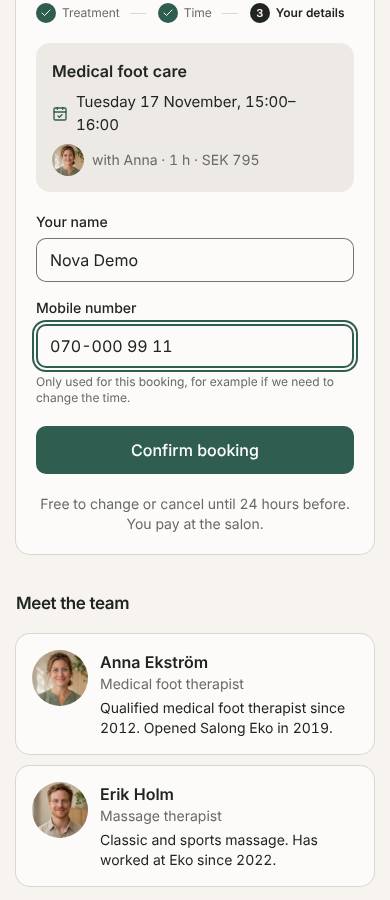 Treatment
Time
3 Your details
Medical foot care
Tuesday 17 November, 15:00–
16:00
with Anna · 1 h · SEK 795
Your name
Nova Demo
Mobile number
070-000 99 11
Only used for this booking, for example if we need to
change the time.
Confirm booking
Free to change or cancel until 24 hours before.
You pay at the salon.
Meet the team
Anna Ekström
Medical foot therapist
Qualified medical foot therapist since
2012. Opened Salong Eko in 2019.
Erik Holm
Massage therapist
Classic and sports massage. Has
worked at Eko since 2022.